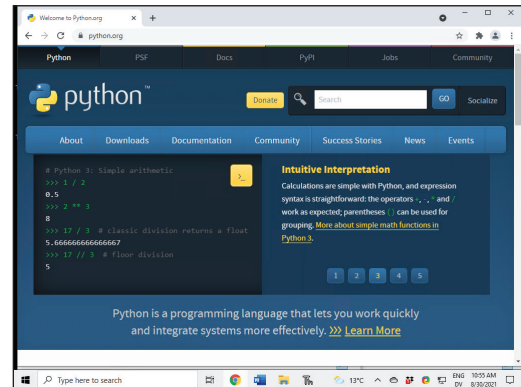 Welcome to Python.org
python.org
Python PSF Docs PyPI Jobs Community
python™
Donate Search GO Socialize
About Downloads Documentation Community Success Stories News Events
# Python 3: Simple arithmetic
>>> 1 / 2
0.5
>>> 2 ** 3
8
>>> 17 / 3 # classic division returns a float
5.666666666666667
>>> 17 // 3 # floor division
5
>_
Intuitive Interpretation
Calculations are simple with Python, and expression
syntax is straightforward: the operators +, -, * and /
work as expected; parentheses () can be used for
grouping. More about simple math functions in
Python 3.
1 2 3 4 5
Python is a programming language that lets you work quickly
and integrate systems more effectively. >>> Learn More
Type here to search
13°C
ENG 10:55 AM
DV 8/30/2021